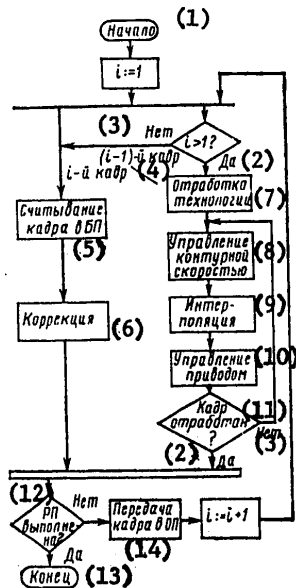 Начало (1)
i:=1
(3) Нет i>1?
(i-1)-й кадр (4) Да (2)
i-й кадр
Отработка
технологии (7)
Считывание
кадра в БП (5)
Управление
контурной (8)
скоростью
Коррекция (6)
Интер-
поляция (9)
Управление (10)
приводом
Кадр (11)
отработан
? Нет (3)
(2) Да
(12)
РП
выполне-
на? Нет
Передача
кадра в ОП
(14)
i:=i+1
Да
Конец (13)